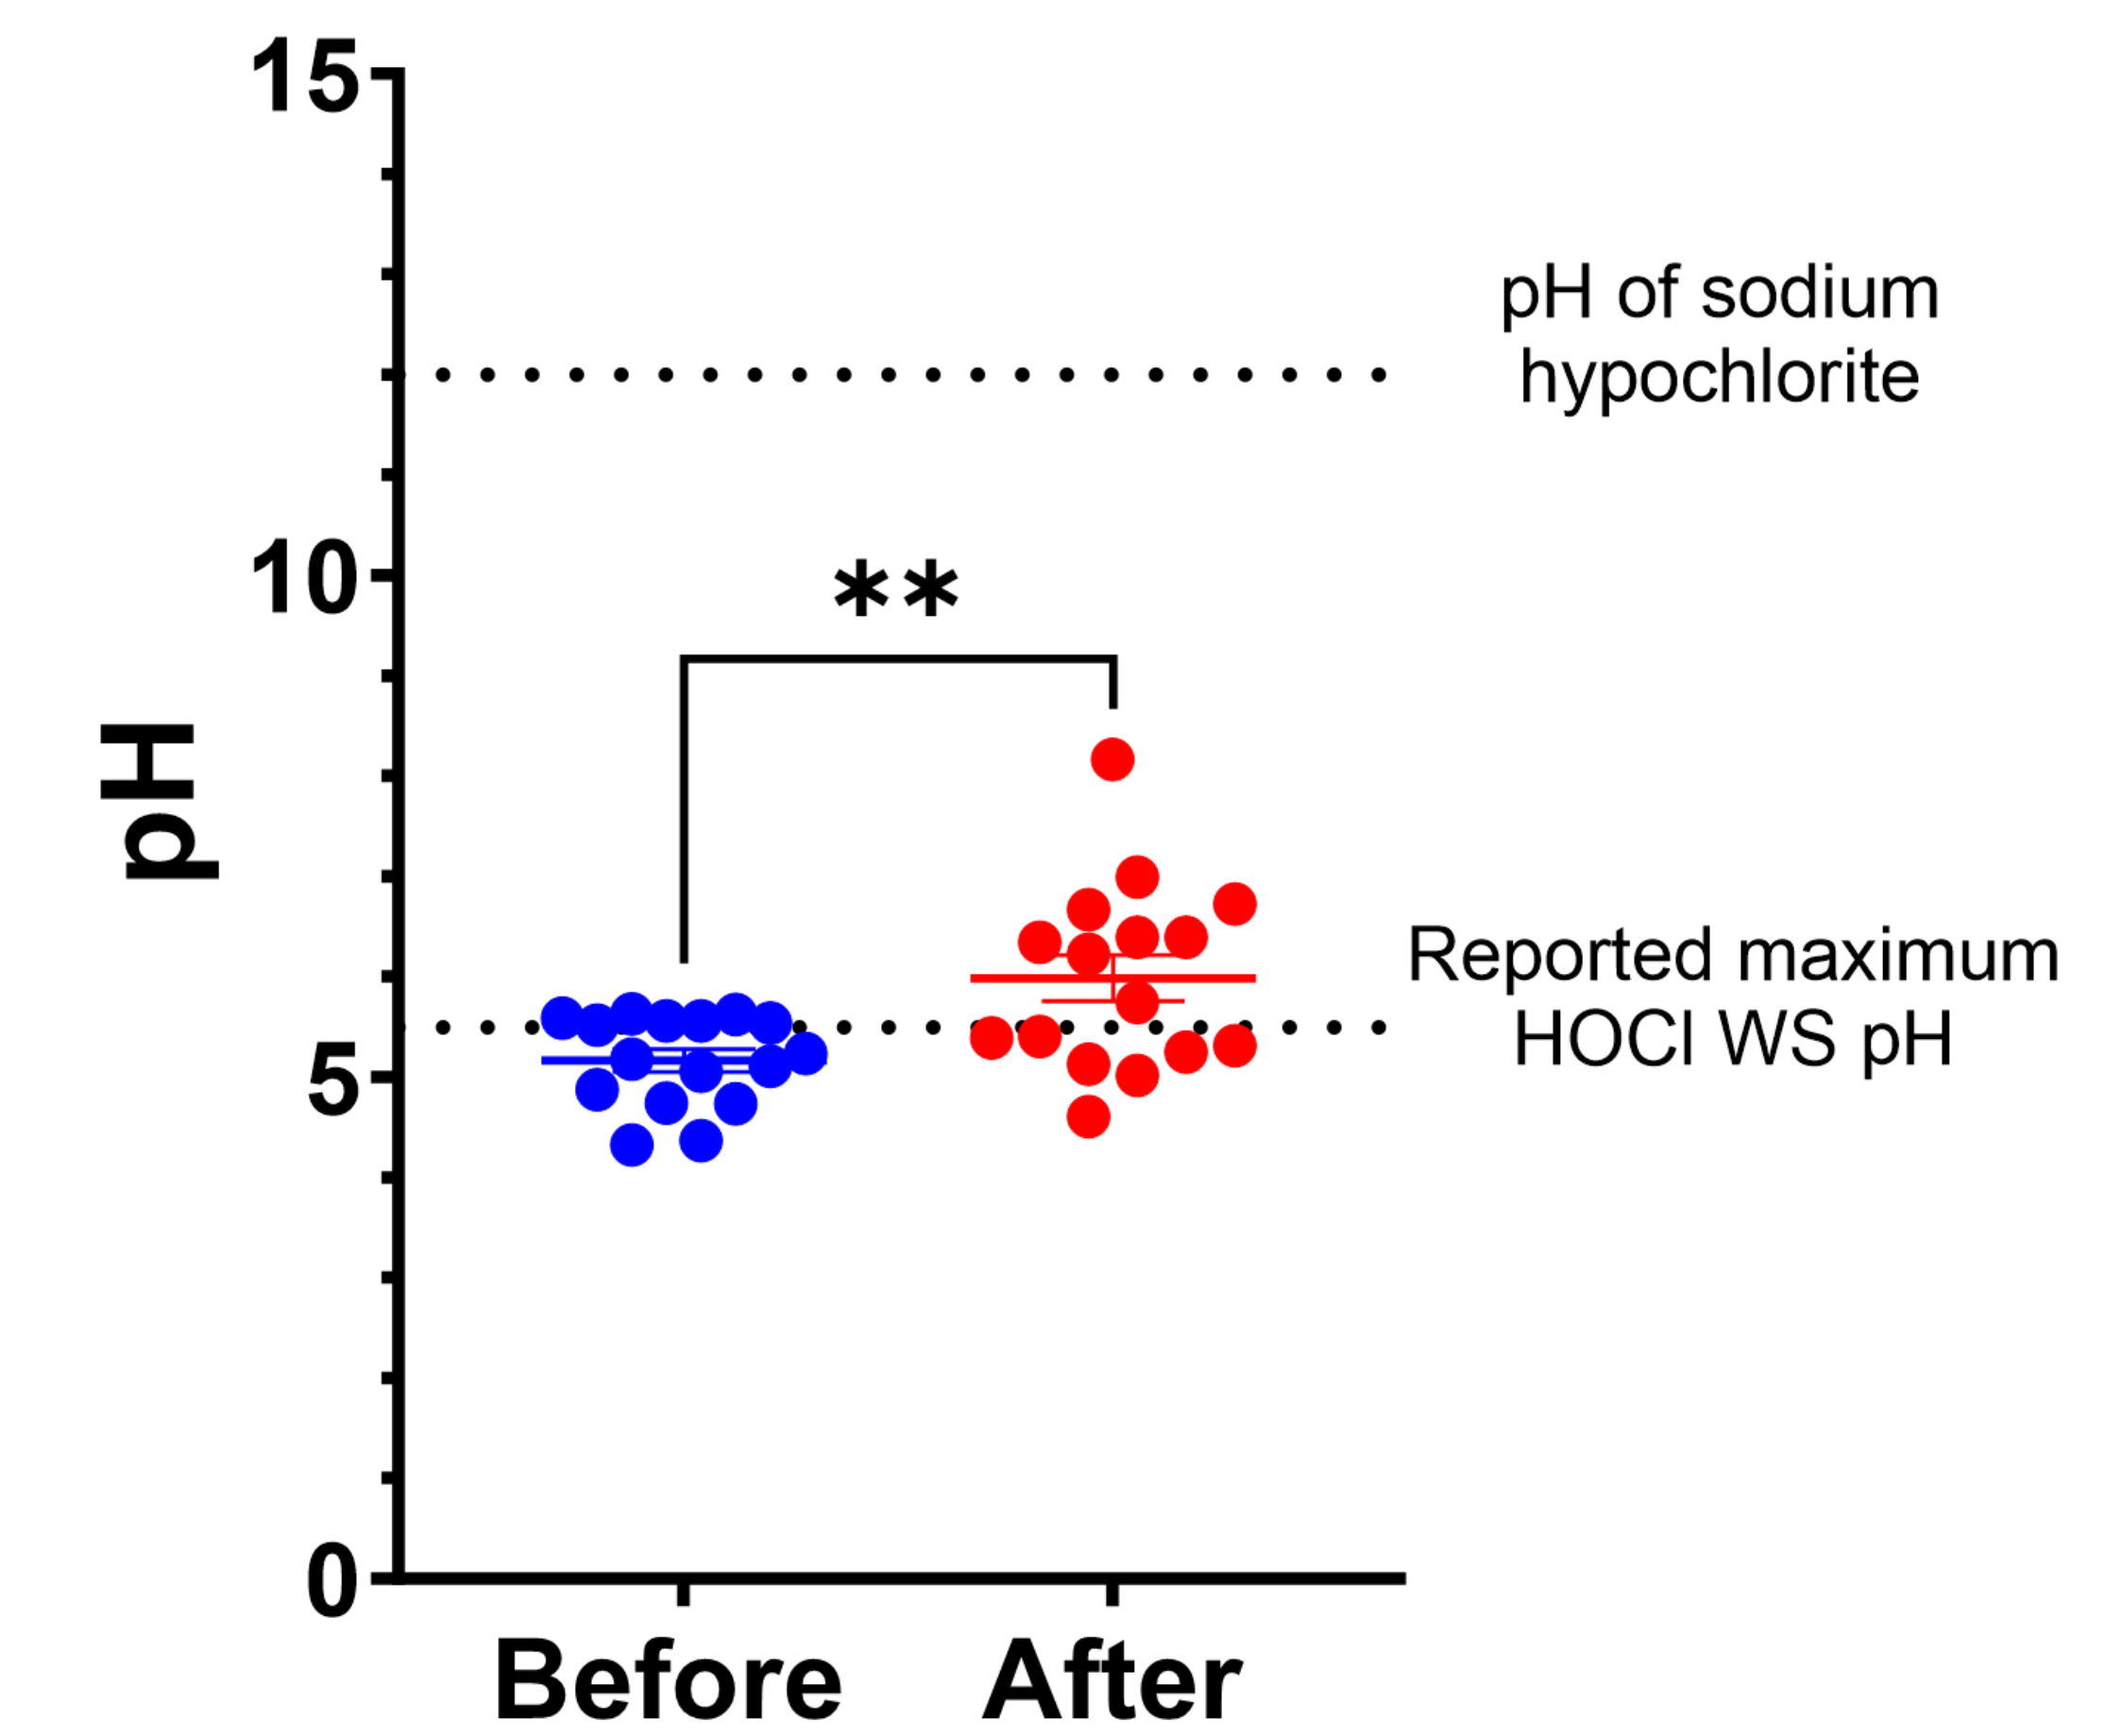 15
pH of sodium
hypochlorite
10
**
pH
Reported maximum
HOCl WS pH
5
0
Before After